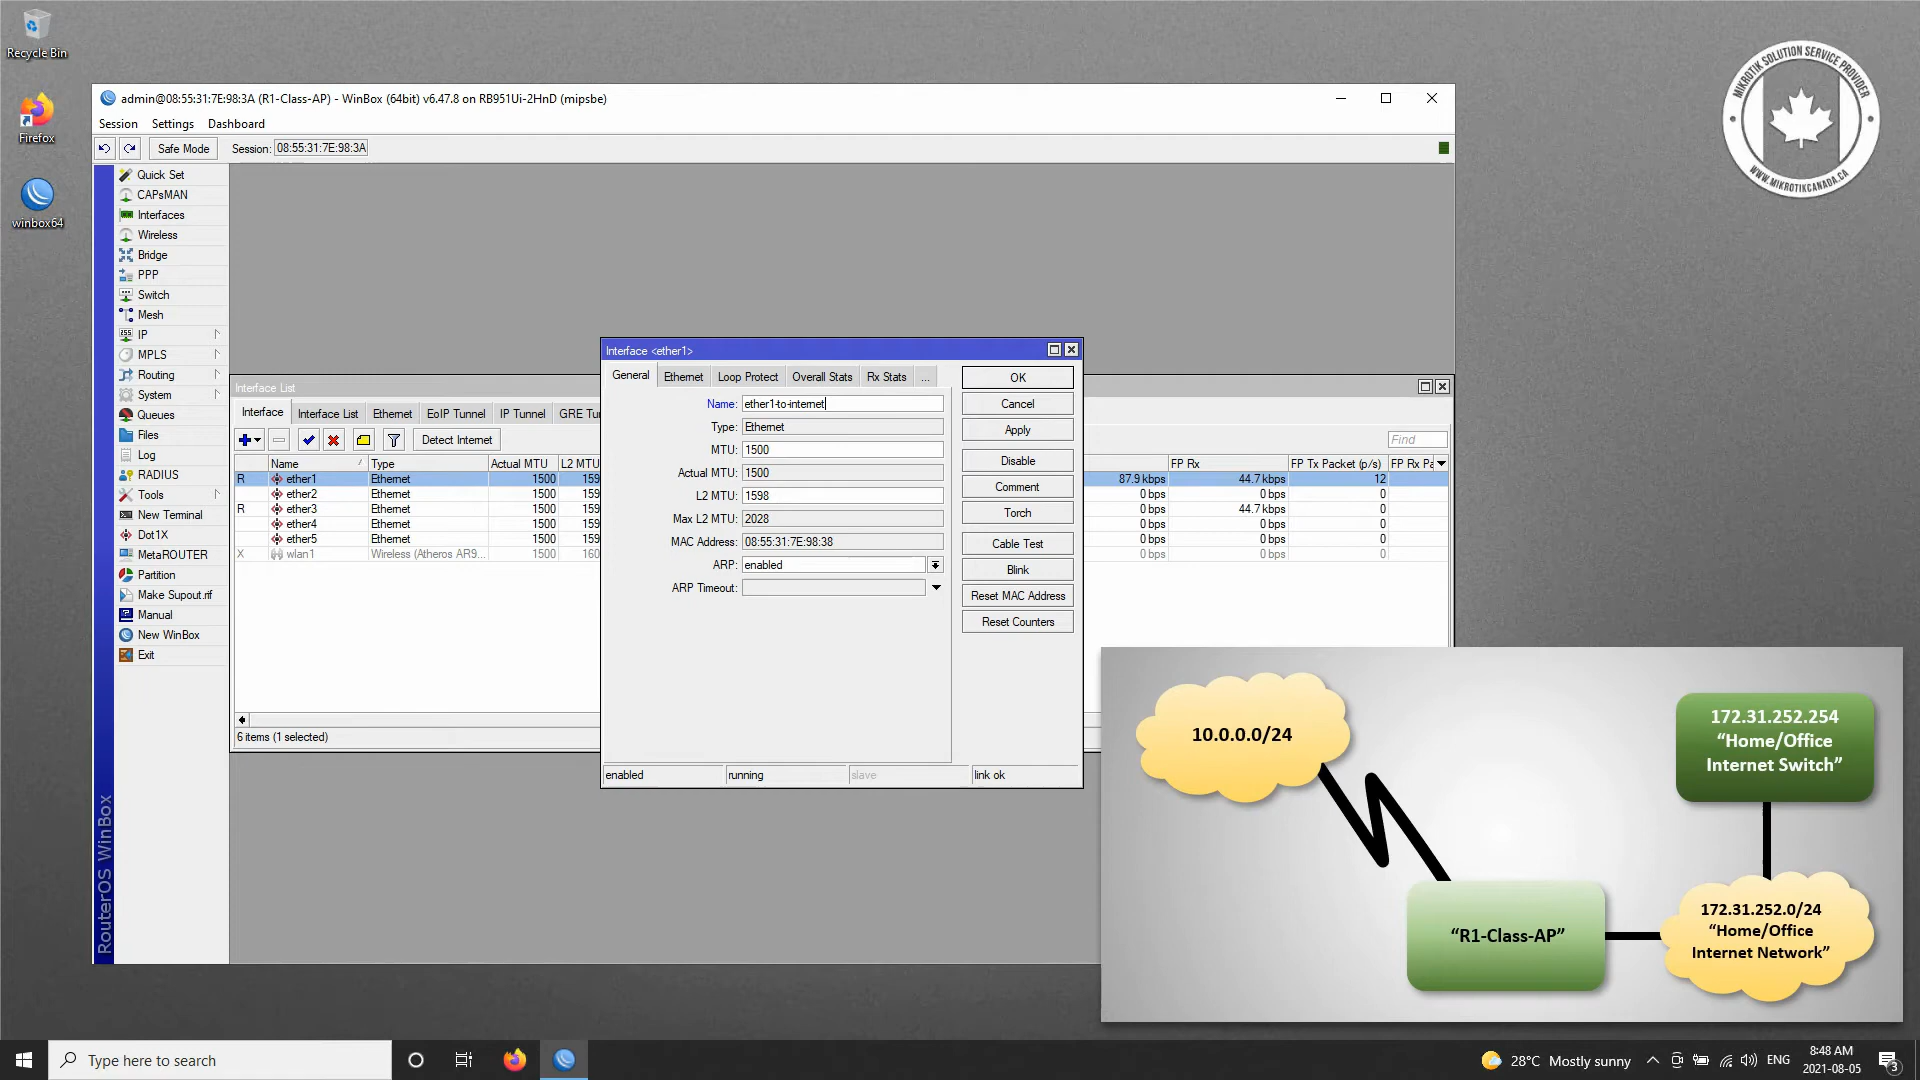 Recycle Bin
Firefox
winbox64
MIKROTIK SOLUTION SERVICE PROVIDER
WWW.MIKROTIKCANADA.CA
admin@08:55:31:7E:98:3A (R1-Class-AP) - WinBox (64bit) v6.47.8 on RB951Ui-2HnD (mipsbe)
Session Settings Dashboard
Safe Mode Session: 08:55:31:7E:98:3A
Quick Set
CAPsMAN
Interfaces
Wireless
Bridge
PPP
Switch
Mesh
IP
MPLS
Routing
System
Queues
Files
Log
RADIUS
Tools
New Terminal
Dot1X
MetaROUTER
Partition
Make Supout.rif
Manual
New WinBox
Exit
RouterOS WinBox
Interface List
Interface Interface List Ethernet EoIP Tunnel IP Tunnel GRE Tun
Detect Internet Find
Name Type Actual MTU L2 MTU FP Rx FP Tx Packet (p/s) FP Rx Pa
R ether1 Ethernet 1500 159 87.9 kbps 44.7 kbps 12
ether2 Ethernet 1500 159 0 bps 0 bps 0
R ether3 Ethernet 1500 159 0 bps 44.7 kbps 0
ether4 Ethernet 1500 159 0 bps 0 bps 0
ether5 Ethernet 1500 159 0 bps 0 bps 0
X wlan1 Wireless (Atheros AR9... 1500 160 0 bps 0 bps 0
6 items (1 selected)
Interface <ether1>
General Ethernet Loop Protect Overall Stats Rx Stats ...
Name: ether1-to-internet
Type: Ethernet
MTU: 1500
Actual MTU: 1500
L2 MTU: 1598
Max L2 MTU: 2028
MAC Address: 08:55:31:7E:98:38
ARP: enabled
ARP Timeout:
OK
Cancel
Apply
Disable
Comment
Torch
Cable Test
Blink
Reset MAC Address
Reset Counters
enabled running slave link ok
10.0.0.0/24
172.31.252.254
“Home/Office
Internet Switch”
“R1-Class-AP”
172.31.252.0/24
“Home/Office
Internet Network”
Type here to search
28°C Mostly sunny
ENG
8:48 AM
2021-08-05
3